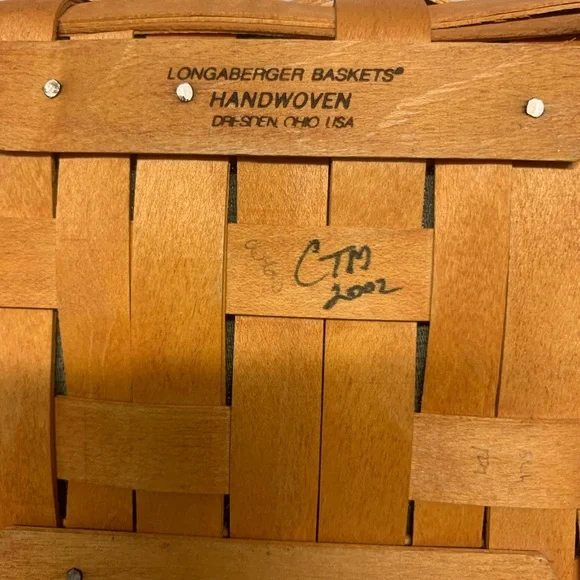 LONGABERGER BASKETS®
HANDWOVEN
DRESDEN, OHIO USA
CTM
2002